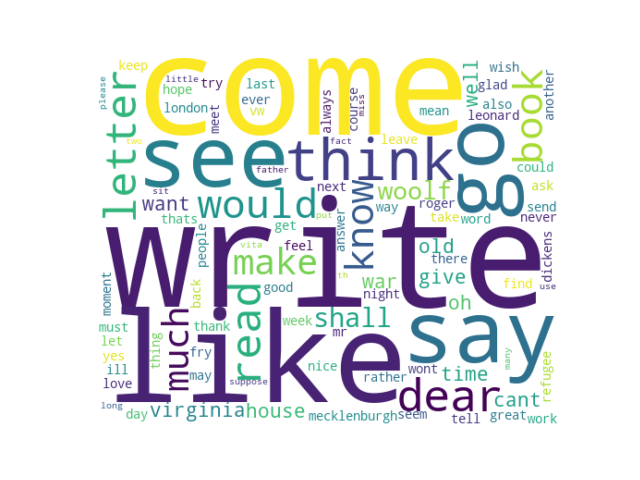 come
keep
please
little
hope
try
last
ever
vw
london
meet
always
course
miss
mean
well
wish
glad
also
leonard
book
another
letter
see
think
fact
leave
go
could
ask
send
father
sit
want
would
next
know
woolf
roger
take
word
never
thats
people
get
put
answer
way
old
there
dickens
write
vita
feel
make
th
war
give
find
use
moment
back
read
good
night
oh
refugee
like
much
must
let
yes
thing
thank
week
shall
mr
say
many
ill
love
fry
may
suppose
nice
rather
wont
time
long
day
virginia
house
mecklenburgh
seem
dear
tell
cant
great
work
two